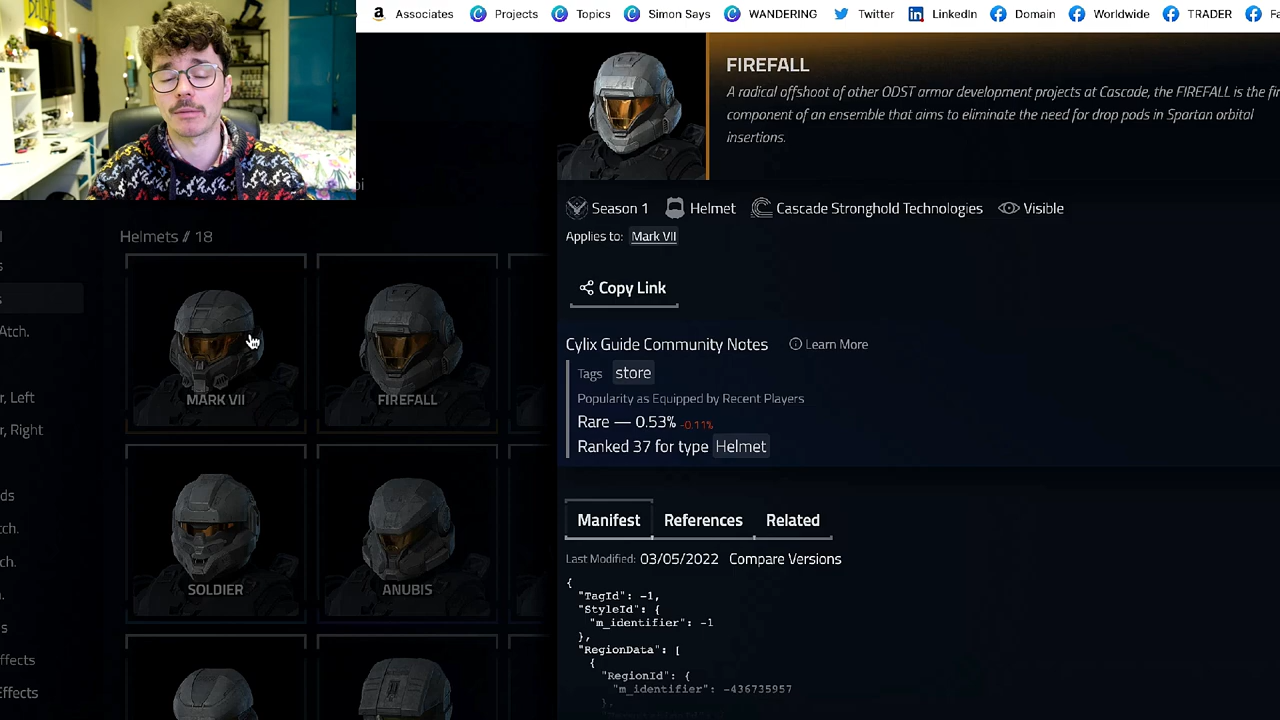 Associates Projects Topics Simon Says WANDERING Twitter LinkedIn Domain Worldwide TRADER
FIREFALL
A radical offshoot of other ODST armor development projects at Cascade, the FIREFALL is the
component of an ensemble that aims to eliminate the need for drop pods in Spartan orbital
insertions.
Season 1 Helmet Cascade Stronghold Technologies Visible
Applies to: Mark VII
Copy Link
Cylix Guide Community Notes Learn More
Tags store
Popularity as Equipped by Recent Players
Rare — 0.53% -0.11%
Ranked 37 for type Helmet
Manifest References Related
Last Modified: 03/05/2022 Compare Versions
{
"TagId": -1,
"StyleId": {
"m_identifier": -1
},
"RegionData": [
{
"RegionId": {
"m_identifier": -436735957
},
Helmets // 18
MARK VII FIREFALL
SOLDIER ANUBIS
Atch.
r, Left
r, Right
ds
tch.
ch.
s
ffects
Effects